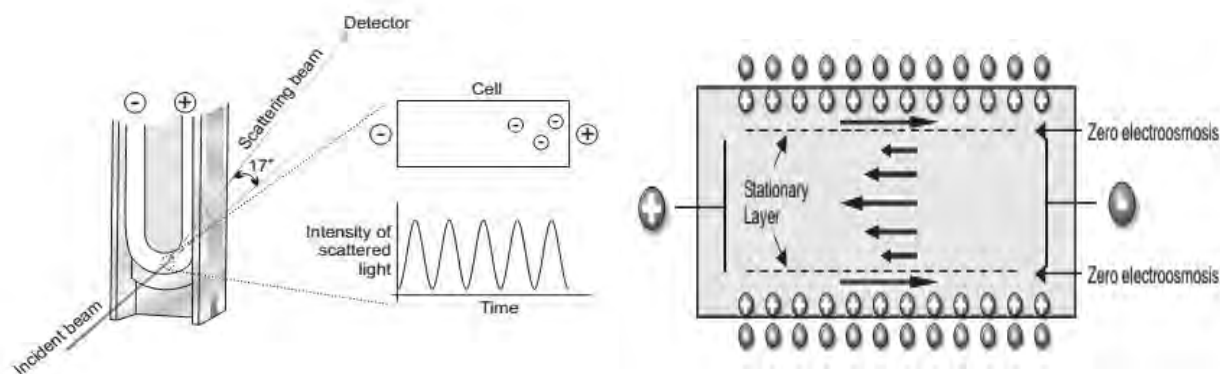 Detector
Scattering beam
17°
Incident beam
Cell
Intensity of
scattered
light
Time
Zero electroosmosis
Stationary
Layer
Zero electroosmosis